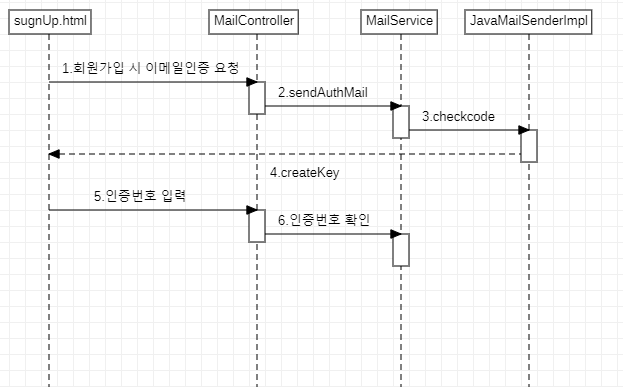 sugnUp.html
MailController
MailService
JavaMailSenderImpl
1.회원가입 시 이메일인증 요청
2.sendAuthMail
3.checkcode
4.createKey
5.인증번호 입력
6.인증번호 확인